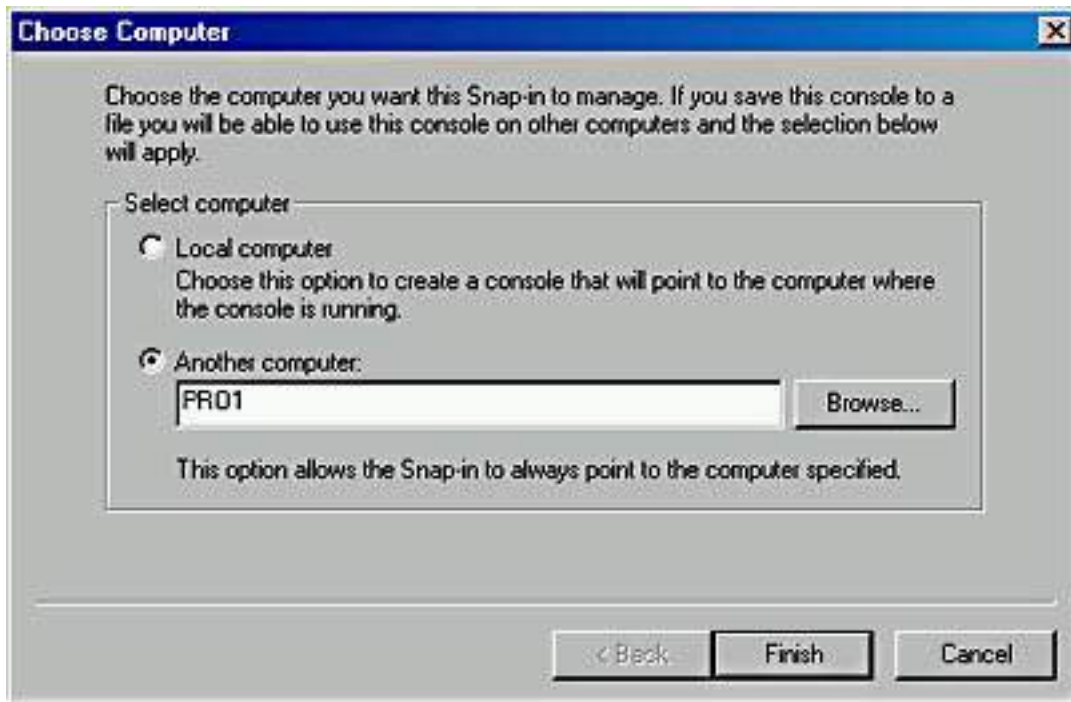 Choose Computer
Choose the computer you want this Snap-in to manage. If you save this console to a
file you will be able to use this console on other computers and the selection below
will apply.
Select computer
Local computer
Choose this option to create a console that will point to the computer where
the console is running.
Another computer:
PRO1
Browse...
This option allows the Snap-in to always point to the computer specified.
< Back
Finish
Cancel